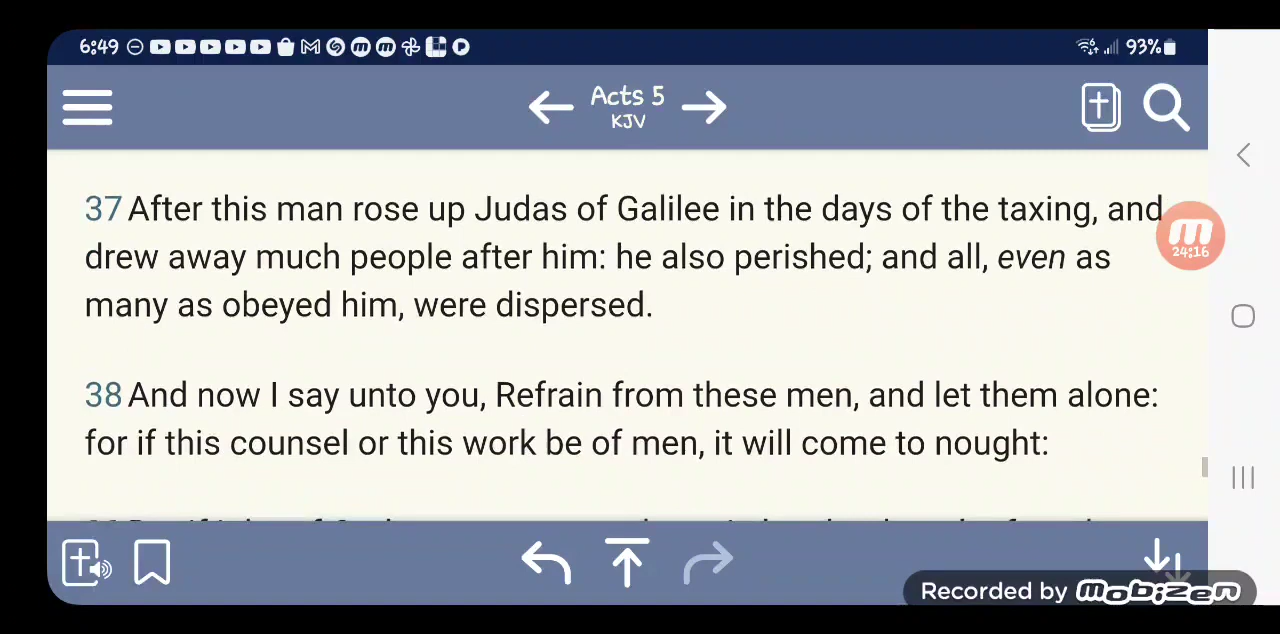 6:49 93%
Acts 5
KJV
37 After this man rose up Judas of Galilee in the days of the taxing, and
drew away much people after him: he also perished; and all, even as
24:16
many as obeyed him, were dispersed.
38 And now I say unto you, Refrain from these men, and let them alone:
for if this counsel or this work be of men, it will come to nought:
Recorded by Mobizen